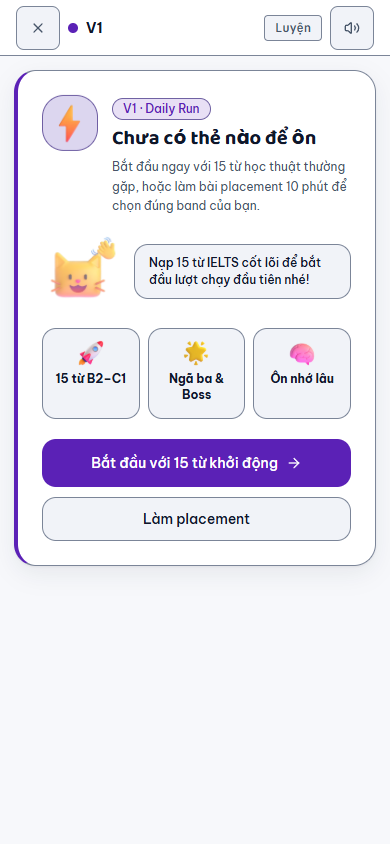 V1
Luyện
V1 · Daily Run
Chưa có thẻ nào để ôn
Bắt đầu ngay với 15 từ học thuật thường
gặp, hoặc làm bài placement 10 phút để
chọn đúng band của bạn.
Nạp 15 từ IELTS cốt lõi để bắt
đầu lượt chạy đầu tiên nhé!
15 từ B2–C1
Ngã ba &
Boss
Ôn nhớ lâu
Bắt đầu với 15 từ khởi động →
Làm placement